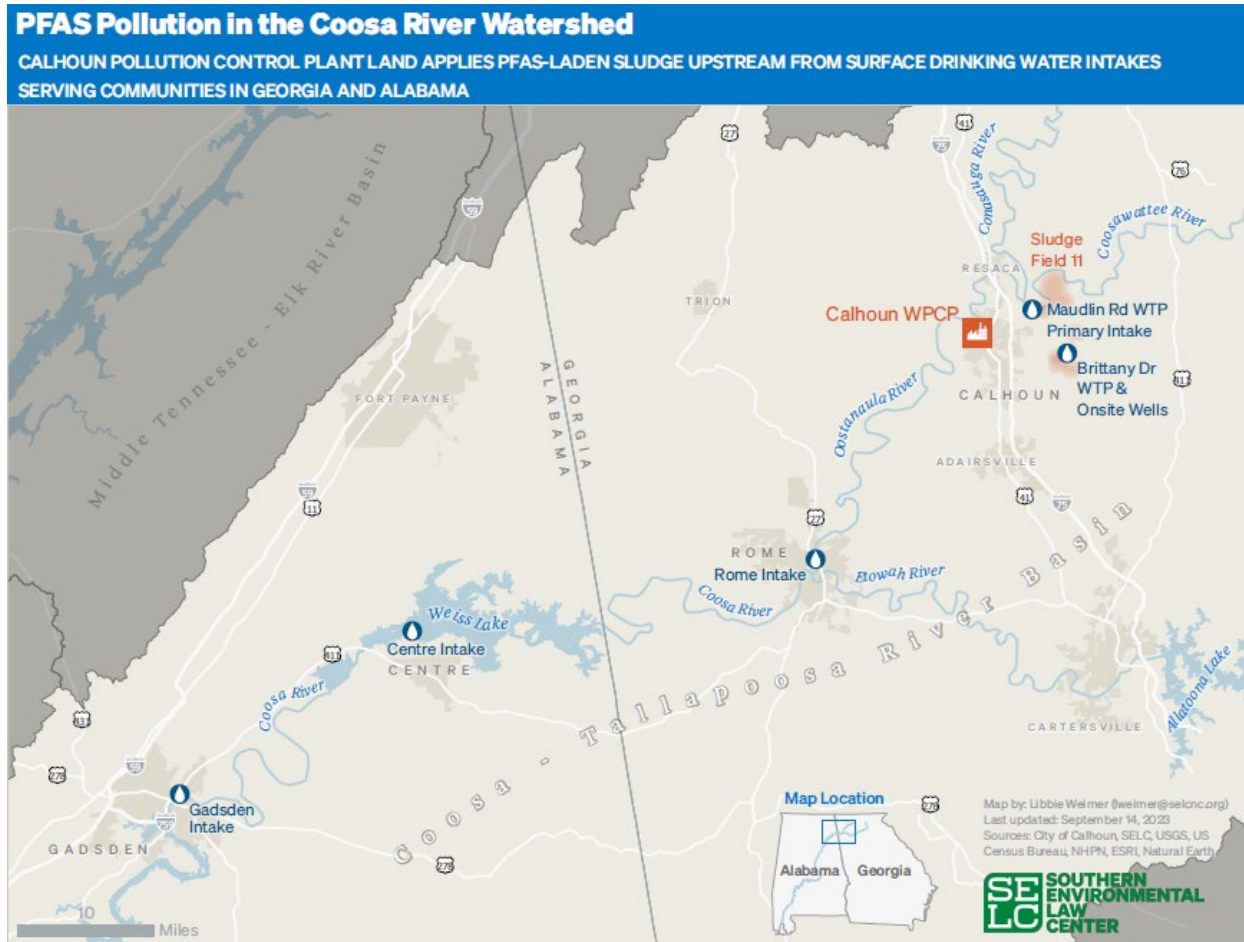 PFAS Pollution in the Coosa River Watershed
CALHOUN POLLUTION CONTROL PLANT LAND APPLIES PFAS-LADEN SLUDGE UPSTREAM FROM SURFACE DRINKING WATER INTAKES
SERVING COMMUNITIES IN GEORGIA AND ALABAMA
Middle Tennessee - Elk River Basin
59
27
41
75
76
Conasauga River
Coosawattee River
Sludge
Field 11
RESACA
TRION
Calhoun WPCP
Maudlin Rd WTP
Primary Intake
Brittany Dr
WTP &
Onsite Wells
CALHOUN
411
GEORGIA
ALABAMA
FORT PAYNE
Oostanaula River
ADAIRSVILLE
59
11
41
75
27
ROME
Rome Intake
Etowah River
Coosa River
Weiss Lake
Centre Intake
CENTRE
411
Coosa River
Coosa - Tallapoosa River Basin
Allatoona Lake
CARTERSVILLE
431
278
59
Gadsden
Intake
GADSDEN
278
278
Map Location
Alabama
Georgia
Map by: Libbie Weimer (lweimer@selcnc.org)
Last updated: September 14, 2023
Sources: City of Calhoun, SELC, USGS, US
Census Bureau, NHPN, ESRI, Natural Earth
SE
LC
SOUTHERN
ENVIRONMENTAL
LAW
CENTER
10
Miles